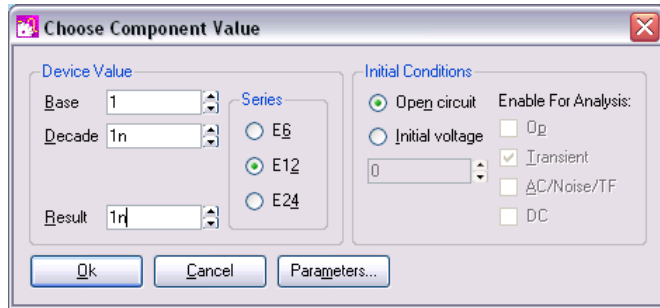 Choose Component Value
Device Value
Base 1
Decade 1n
Result 1n
Series
E6
E12
E24
Initial Conditions
Open circuit
Initial voltage
0
Enable For Analysis:
Op
Transient
AC/Noise/TF
DC
Ok Cancel Parameters...